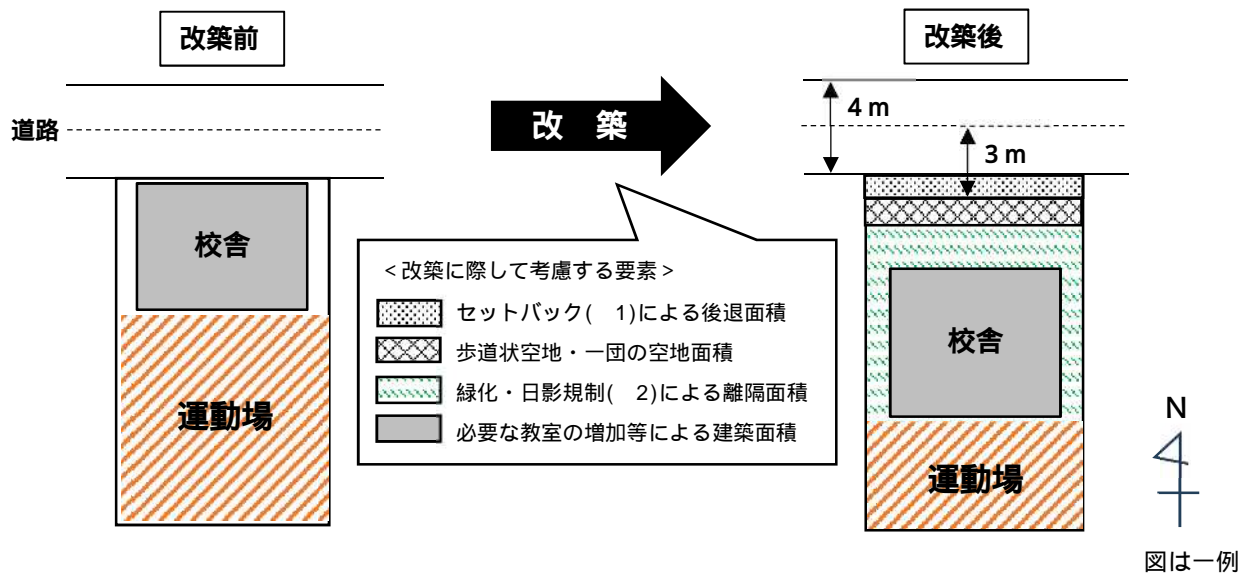 改築前
道路
校舎
運動場
改 築
<改築に際して考慮する要素>
セットバック( 1)による後退面積
歩道状空地・一団の空地面積
緑化・日影規制( 2)による離隔面積
必要な教室の増加等による建築面積
改築後
4 m
3 m
校舎
運動場
N
図は一例